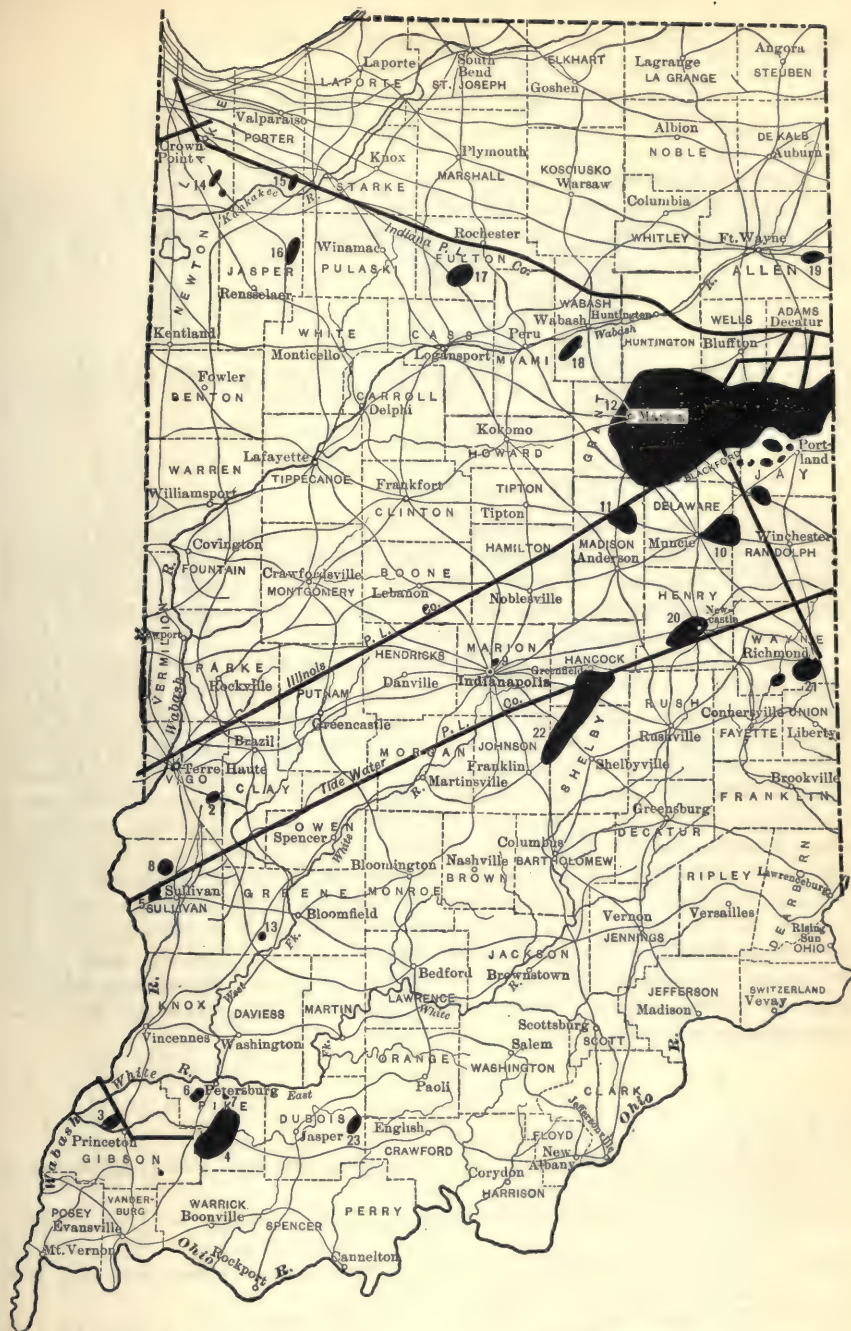 Laporte
LAPORTE
South
Bend
ST. JOSEPH
ELKHART
Goshen
Lagrange
LA GRANGE
Angora
STEUBEN
LAKE
Valparaiso
PORTER
Crown
Point
Knox
STARKE
Plymouth
MARSHALL
KOSCIUSKO
Warsaw
Albion
NOBLE
DE KALB
Auburn
Columbia
WHITLEY
Ft. Wayne
ALLEN
19
14
15
Kankakee
R.
NEWTON
16
JASPER
Rensselaer
Winamac
PULASKI
Indiana P. L. Co.
Rochester
FULTON
17
WABASH
Wabash
Huntington
Wabash
R.
HUNTINGTON
WELLS
Bluffton
ADAMS
Decatur
18
Kentland
WHITE
Monticello
CASS
Logansport
Peru
MIAMI
Fowler
BENTON
CARROLL
Delphi
Kokomo
HOWARD
GRANT
12
BLACKFORD
Port-
land
JAY
WARREN
Williamsport
Lafayette
TIPPECANOE
Frankfort
CLINTON
TIPTON
Tipton
11
MADISON
Anderson
DELAWARE
Muncie
10
Winchester
RANDOLPH
Covington
FOUNTAIN
Crawfordsville
MONTGOMERY
BOONE
Lebanon
HAMILTON
Noblesville
HENRY
20
New-
castle
WAYNE
Richmond
21
R.
VERMILION
Newport
Wabash
PARKE
Rockville
Illinois P. L. Co.
PUTNAM
Greencastle
HENDRICKS
Danville
MARION
9
Indianapolis
Greenfield
HANCOCK
RUSH
Rushville
Connersville
FAYETTE
UNION
Liberty
Brazil
Terre Haute
VIGO
CLAY
2
Tide Water P. L. Co.
MORGAN
Martinsville
R.
JOHNSON
Franklin
22
SHELBY
Shelbyville
Brookville
FRANKLIN
OWEN
Spencer
White
Greensburg
DECATUR
8
5
Sullivan
SULLIVAN
GREENE
Bloomfield
13
Bloomington
MONROE
Nashville
BROWN
Columbus
BARTHOLOMEW
RIPLEY
Versailles
Lawrenceburg
DEARBORN
Rising
Sun
OHIO
Vernon
JENNINGS
R.
KNOX
Vincennes
West
Fk.
DAVIESS
Washington
MARTIN
Fk.
Bedford
LAWRENCE
White
JACKSON
Brownstown
R.
JEFFERSON
Madison
SWITZERLAND
Vevay
Scottsburg
SCOTT
Salem
WASHINGTON
ORANGE
Paoli
CLARK
Jeffersonville
Ohio
R.
White
R.
East
6
Petersburg
7
PIKE
4
3
Princeton
GIBSON
Wabash
DUBOIS
Jasper
23
English
CRAWFORD
FLOYD
New
Albany
Corydon
HARRISON
POSEY
VANDER-
BURG
Evansville
Mt. Vernon
WARRICK
Boonville
SPENCER
Rockport
PERRY
Cannelton
Ohio
R.